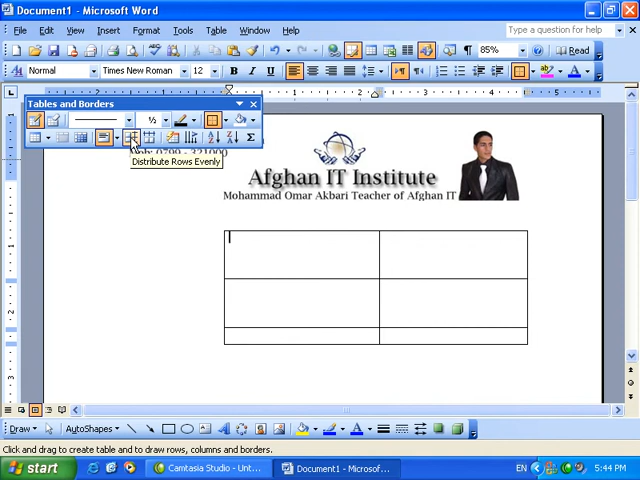 Document1 - Microsoft Word
File Edit View Insert Format Tools Table Window Help
Type a question for help
85% Read
Normal Times New Roman 12 B I U
Tables and Borders
½
Distribute Rows Evenly
Afghan IT Institute
Mohammad Omar Akbari Teacher of Afghan IT
Draw AutoShapes
Click and drag to create table and to draw rows, columns and borders.
start Camtasia Studio - Unt... Document1 - Microsof... EN 5:44 PM